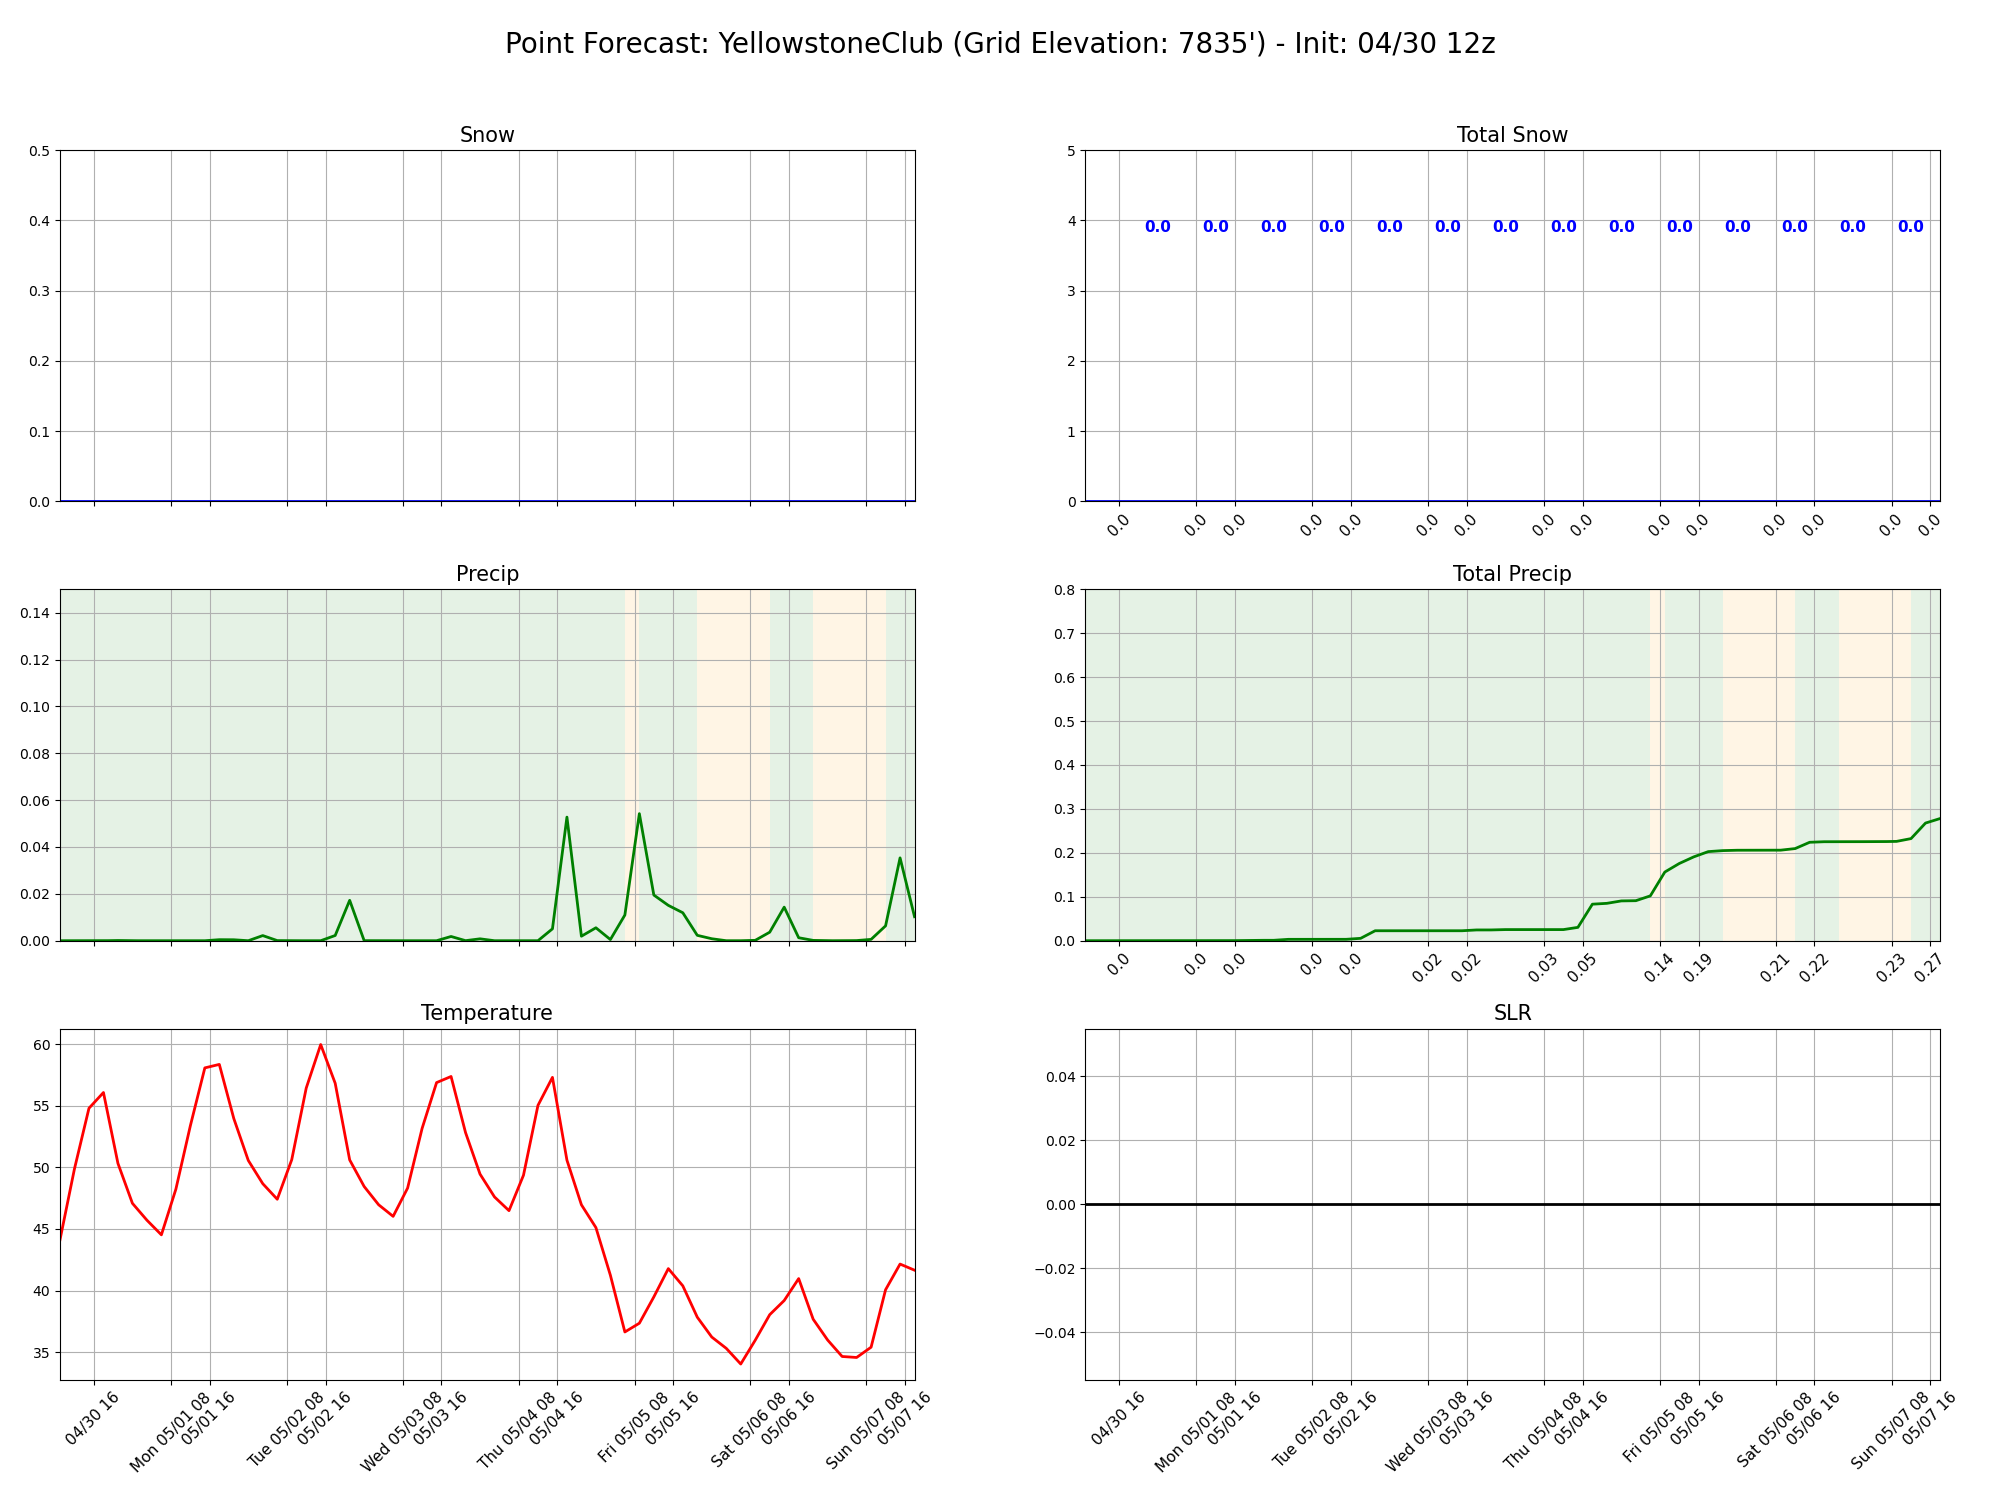 Point Forecast: YellowstoneClub (Grid Elevation: 7835') - Init: 04/30 12z
Snow
0.5
0.4
0.3
0.2
0.1
0.0
Total Snow
5
4
3
2
1
0
0.0 0.0 0.0 0.0 0.0 0.0 0.0 0.0 0.0 0.0 0.0 0.0 0.0 0.0
0.0 0.0 0.0 0.0 0.0 0.0 0.0 0.0 0.0 0.0 0.0 0.0 0.0 0.0 0.0
Precip
0.14
0.12
0.10
0.08
0.06
0.04
0.02
0.00
Total Precip
0.8
0.7
0.6
0.5
0.4
0.3
0.2
0.1
0.0
0.0 0.0 0.0 0.0 0.0 0.02 0.02 0.03 0.05 0.14 0.19 0.21 0.22 0.23 0.27
Temperature
60
55
50
45
40
35
04/30 16
Mon 05/01 08
05/01 16
Tue 05/02 08
05/02 16
Wed 05/03 08
05/03 16
Thu 05/04 08
05/04 16
Fri 05/05 08
05/05 16
Sat 05/06 08
05/06 16
Sun 05/07 08
05/07 16
SLR
0.04
0.02
0.00
−0.02
−0.04
04/30 16
Mon 05/01 08
05/01 16
Tue 05/02 08
05/02 16
Wed 05/03 08
05/03 16
Thu 05/04 08
05/04 16
Fri 05/05 08
05/05 16
Sat 05/06 08
05/06 16
Sun 05/07 08
05/07 16